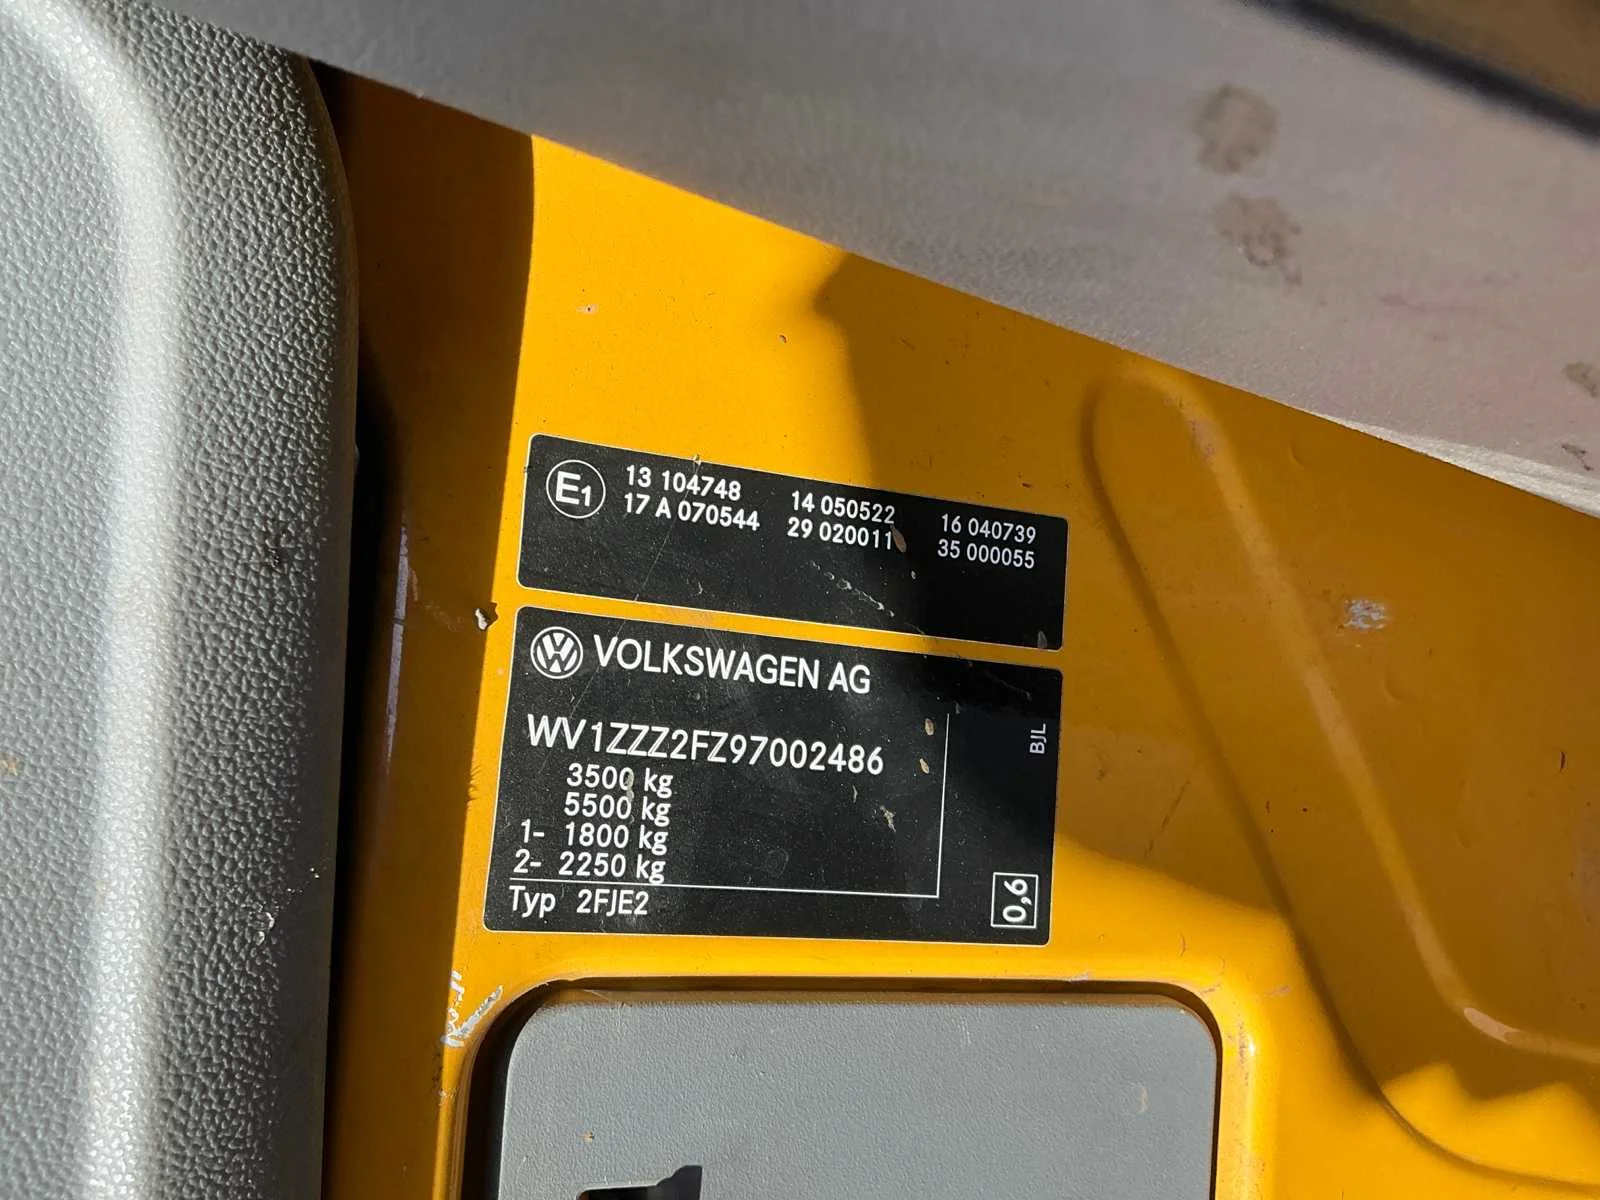 E1 13 104748 14 050522 16 040739
17 A 070544 29 020011 35 000055
VOLKSWAGEN AG
WV1ZZZ2FZ97002486
3500 kg
5500 kg
1- 1800 kg
2- 2250 kg
Typ 2FJE2
BJL
0,6